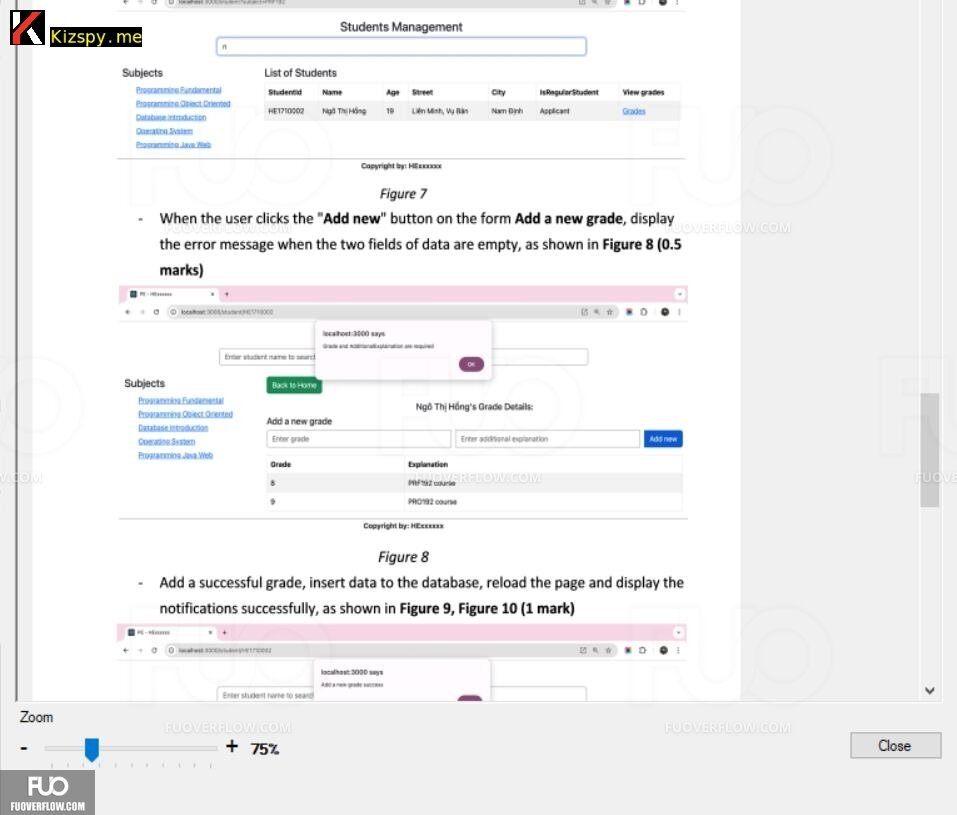 localhost:3000/student?subject=PRF192
Kizspy.me
Students Management
n
Subjects
Programming Fundamental
Programming Object Oriented
Database Introduction
Operating System
Programming Java Web
List of Students
StudentId Name Age Street City IsRegularStudent View grades
HE1710002 Ngô Thị Hồng 19 Liên Minh, Vụ Bản Nam Định Applicant Grades
Copyright by: HExxxxxx
Figure 7
- When the user clicks the "Add new" button on the form Add a new grade, display
the error message when the two fields of data are empty, as shown in Figure 8 (0.5
marks)
PE - HExxxxxx
localhost:3000/student/HE1710002
localhost:3000 says
Grade and AdditionalExplanation are required
OK
Enter student name to search
Subjects
Programming Fundamental
Programming Object Oriented
Database Introduction
Operating System
Programming Java Web
Back to Home
Ngô Thị Hồng's Grade Details:
Add a new grade
Enter grade
Enter additional explanation
Add new
Grade Explanation
8 PRF192 course
9 PRO192 course
Copyright by: HExxxxxx
Figure 8
- Add a successful grade, insert data to the database, reload the page and display the
notifications successfully, as shown in Figure 9, Figure 10 (1 mark)
PE - HExxxxxx
localhost:3000/student/HE1710002
localhost:3000 says
Add a new grade success
Enter student name to search
Zoom
- + 75%
Close
FUO
FUOVERFLOW.COM
FUOVERFLOW.COM
FUOVERFLOW.COM